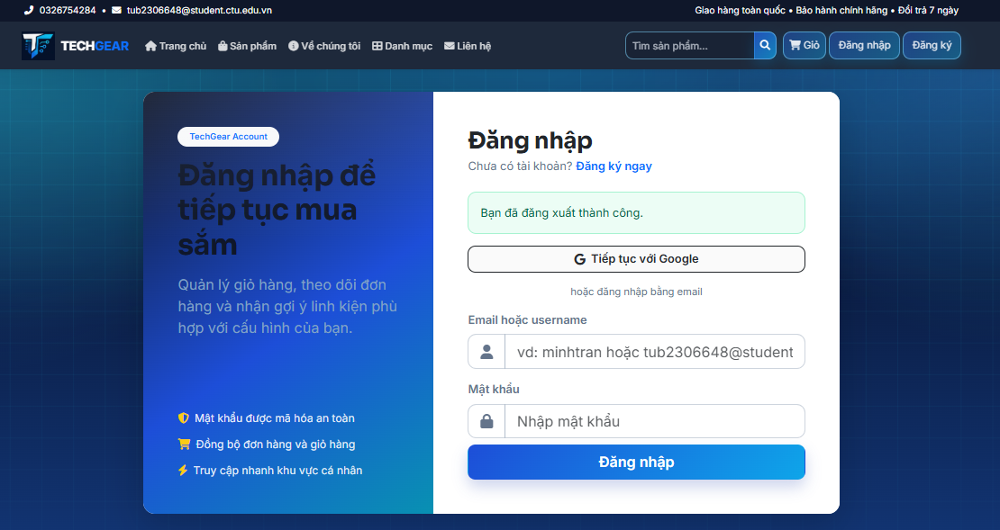 0326754284 • tub2306648@student.ctu.edu.vn
Giao hàng toàn quốc • Bảo hành chính hãng • Đổi trả 7 ngày
TECHGEAR
Trang chủ Sản phẩm Về chúng tôi Danh mục Liên hệ
Tìm sản phẩm...
Giỏ
Đăng nhập
Đăng ký
TechGear Account
Đăng nhập để
tiếp tục mua
sắm
Quản lý giỏ hàng, theo dõi đơn
hàng và nhận gợi ý linh kiện phù
hợp với cấu hình của bạn.
Mật khẩu được mã hóa an toàn
Đồng bộ đơn hàng và giỏ hàng
Truy cập nhanh khu vực cá nhân
Đăng nhập
Chưa có tài khoản? Đăng ký ngay
Bạn đã đăng xuất thành công.
Tiếp tục với Google
hoặc đăng nhập bằng email
Email hoặc username
vd: minhtran hoặc tub2306648@student
Mật khẩu
Nhập mật khẩu
Đăng nhập